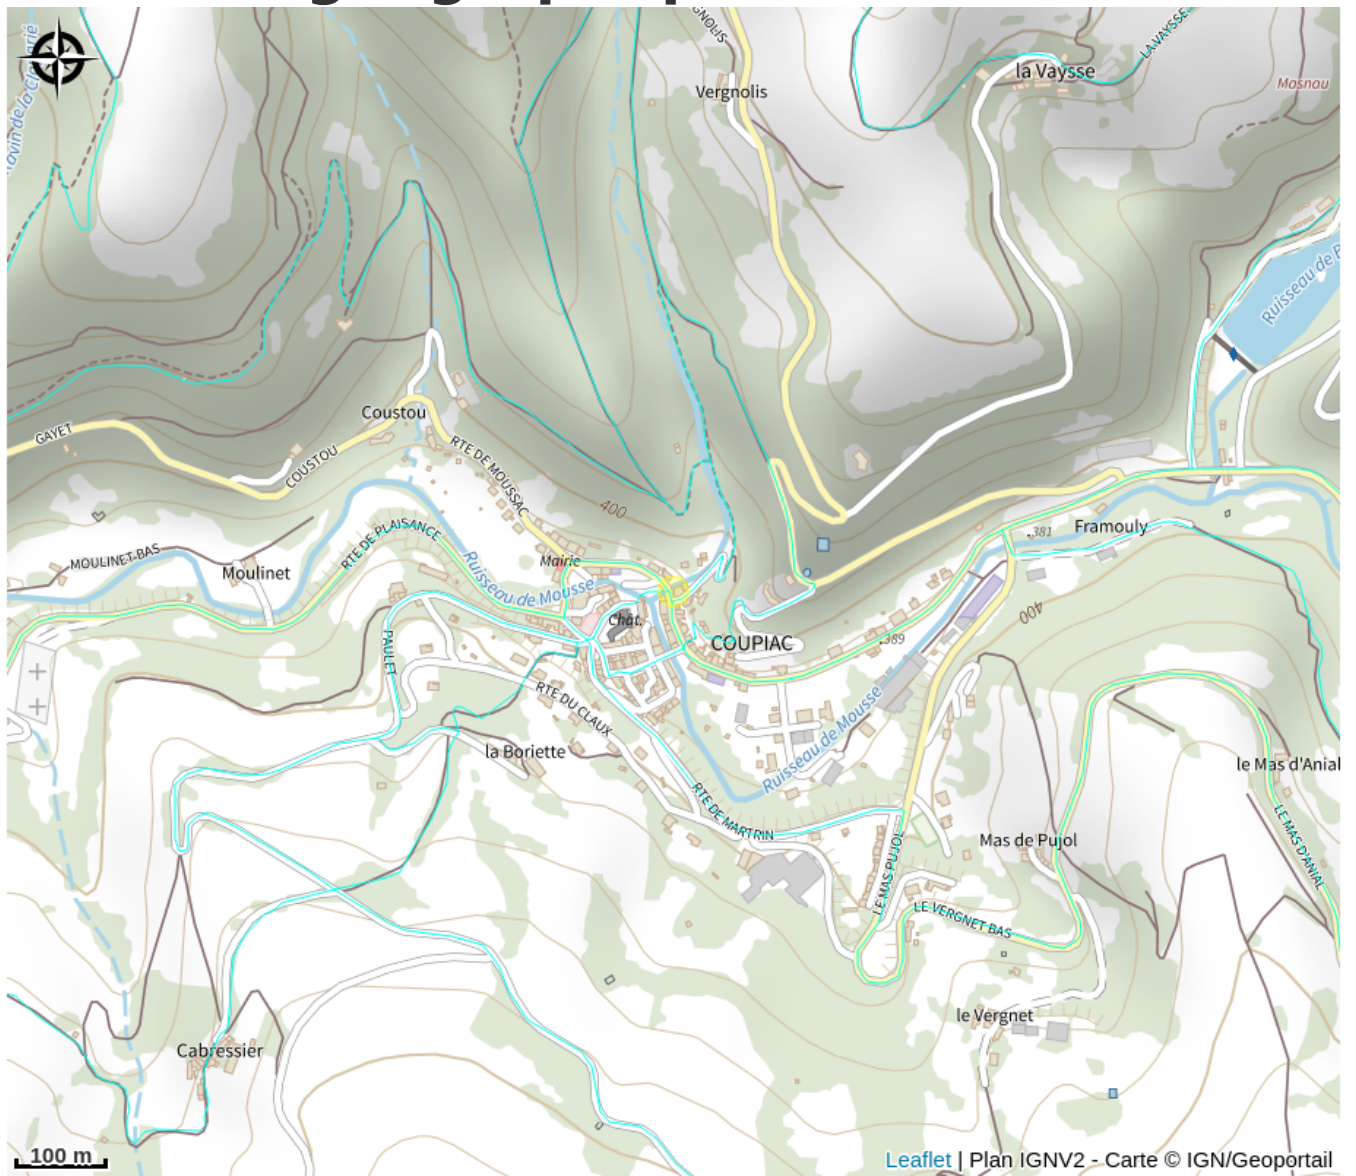 la Vaysse
LA VAYSSE
Masnau
Vergnolis
Coustou
GAYET
COUSTOU
RTE DE MOUSSAC
400
RTE DE PLAISANCE
MOULINET-BAS
Moulinet
Mairie
Ruisseau de Mousse
Chât.
COUPIAC
389
381
Framouly
400
PAULET
RTE DU CLAUX
la Boriette
Ruisseau de Mousse
RTE DE MARTRIN
le Mas d'Anial
LE MAS D'ANIAL
Mas de Pujol
LE MAS PUJOL
LE VERGNET BAS
le Vergnet
Cabressier
100 m
Leaflet | Plan IGNV2 - Carte © IGN/Geoportail